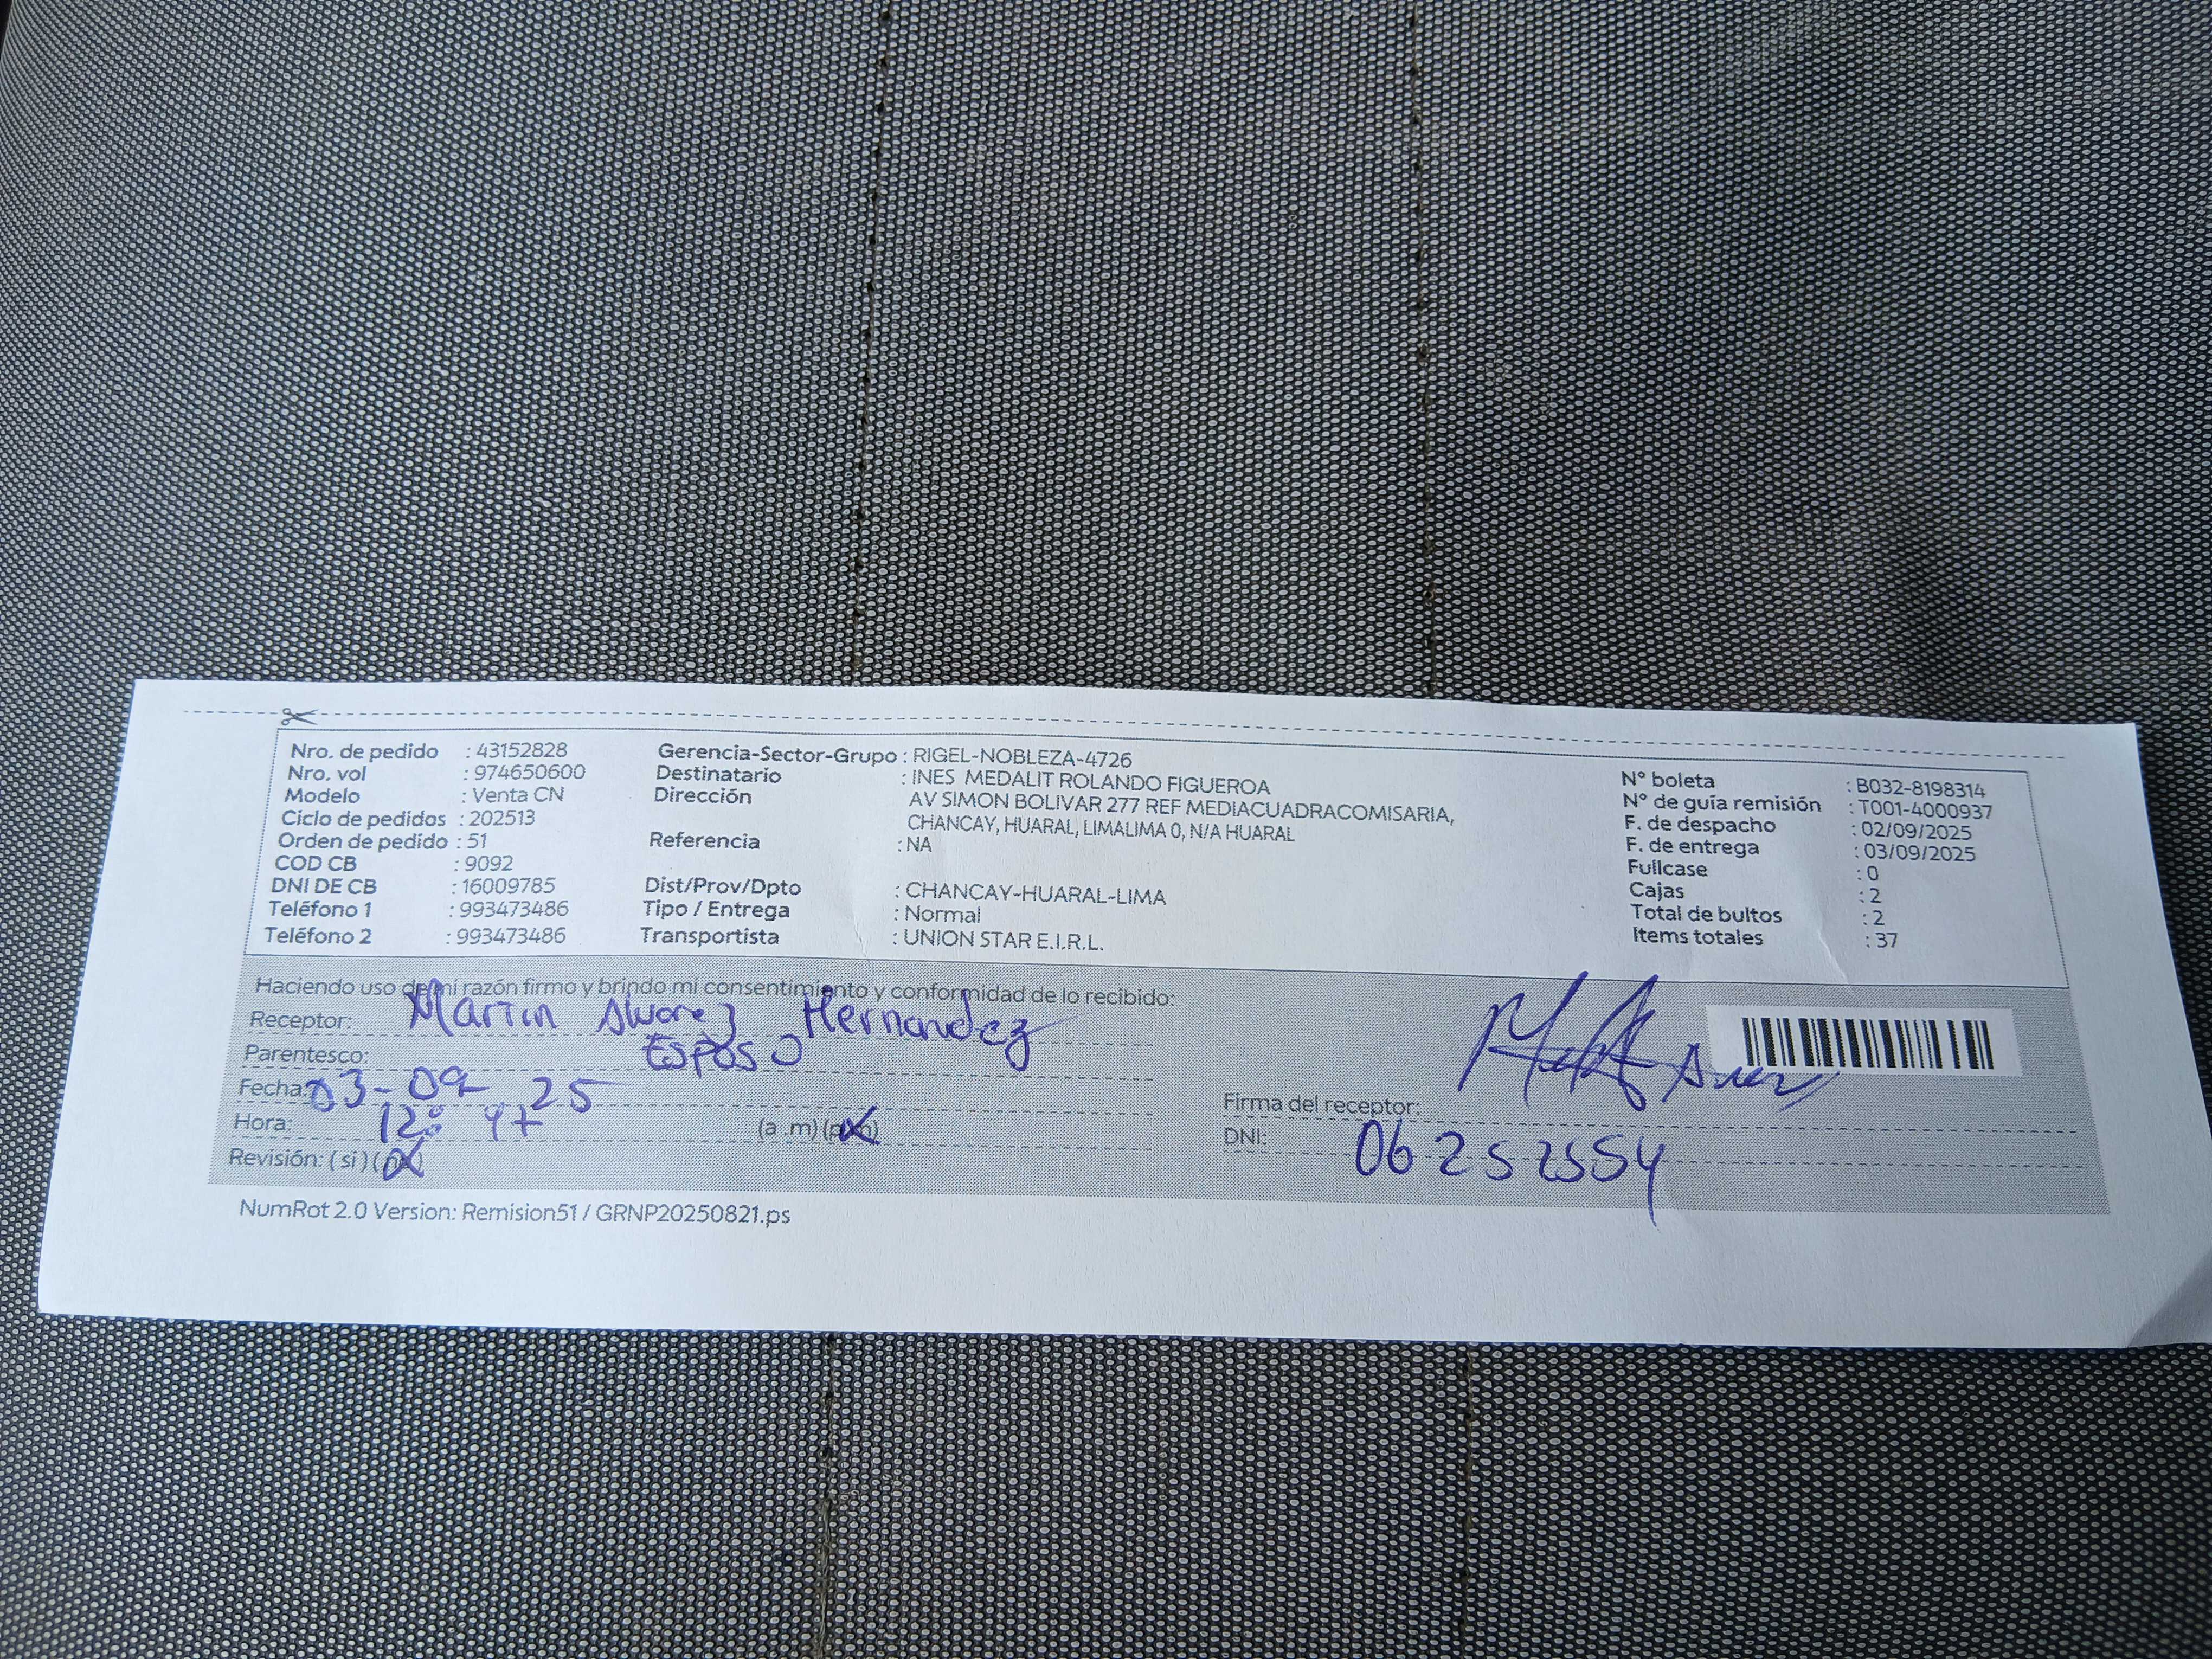 Nro. de pedido : 43152828
Nro. vol : 974650600
Modelo : Venta CN
Ciclo de pedidos : 202513
Orden de pedido : 51
COD CB : 9092
DNI DE CB : 16009785
Teléfono 1 : 993473486
Teléfono 2 : 993473486
Gerencia-Sector-Grupo : RIGEL-NOBLEZA-4726
Destinatario : INES MEDALIT ROLANDO FIGUEROA
Dirección AV SIMON BOLIVAR 277 REF MEDIACUADRACOMISARIA,
CHANCAY, HUARAL, LIMALIMA 0, N/A HUARAL
Referencia : NA
Dist/Prov/Dpto : CHANCAY-HUARAL-LIMA
Tipo / Entrega : Normal
Transportista : UNION STAR E.I.R.L.
N° boleta : B032-8198314
N° de guía remisión : T001-4000937
F. de despacho : 02/09/2025
F. de entrega : 03/09/2025
Fullcase : 0
Cajas : 2
Total de bultos : 2
Items totales : 37
Haciendo uso de mi razón firmo y brindo mi consentimiento y conformidad de lo recibido:
Receptor: Martin Alvarez Hernandez
Parentesco: Esposo
Fecha: 03-09-25
Hora: 12:47 (a .m) (p.m)
Revisión: ( si ) ( no )
Firma del receptor:
DNI: 06252554
NumRot 2.0 Version: Remision51 / GRNP20250821.ps